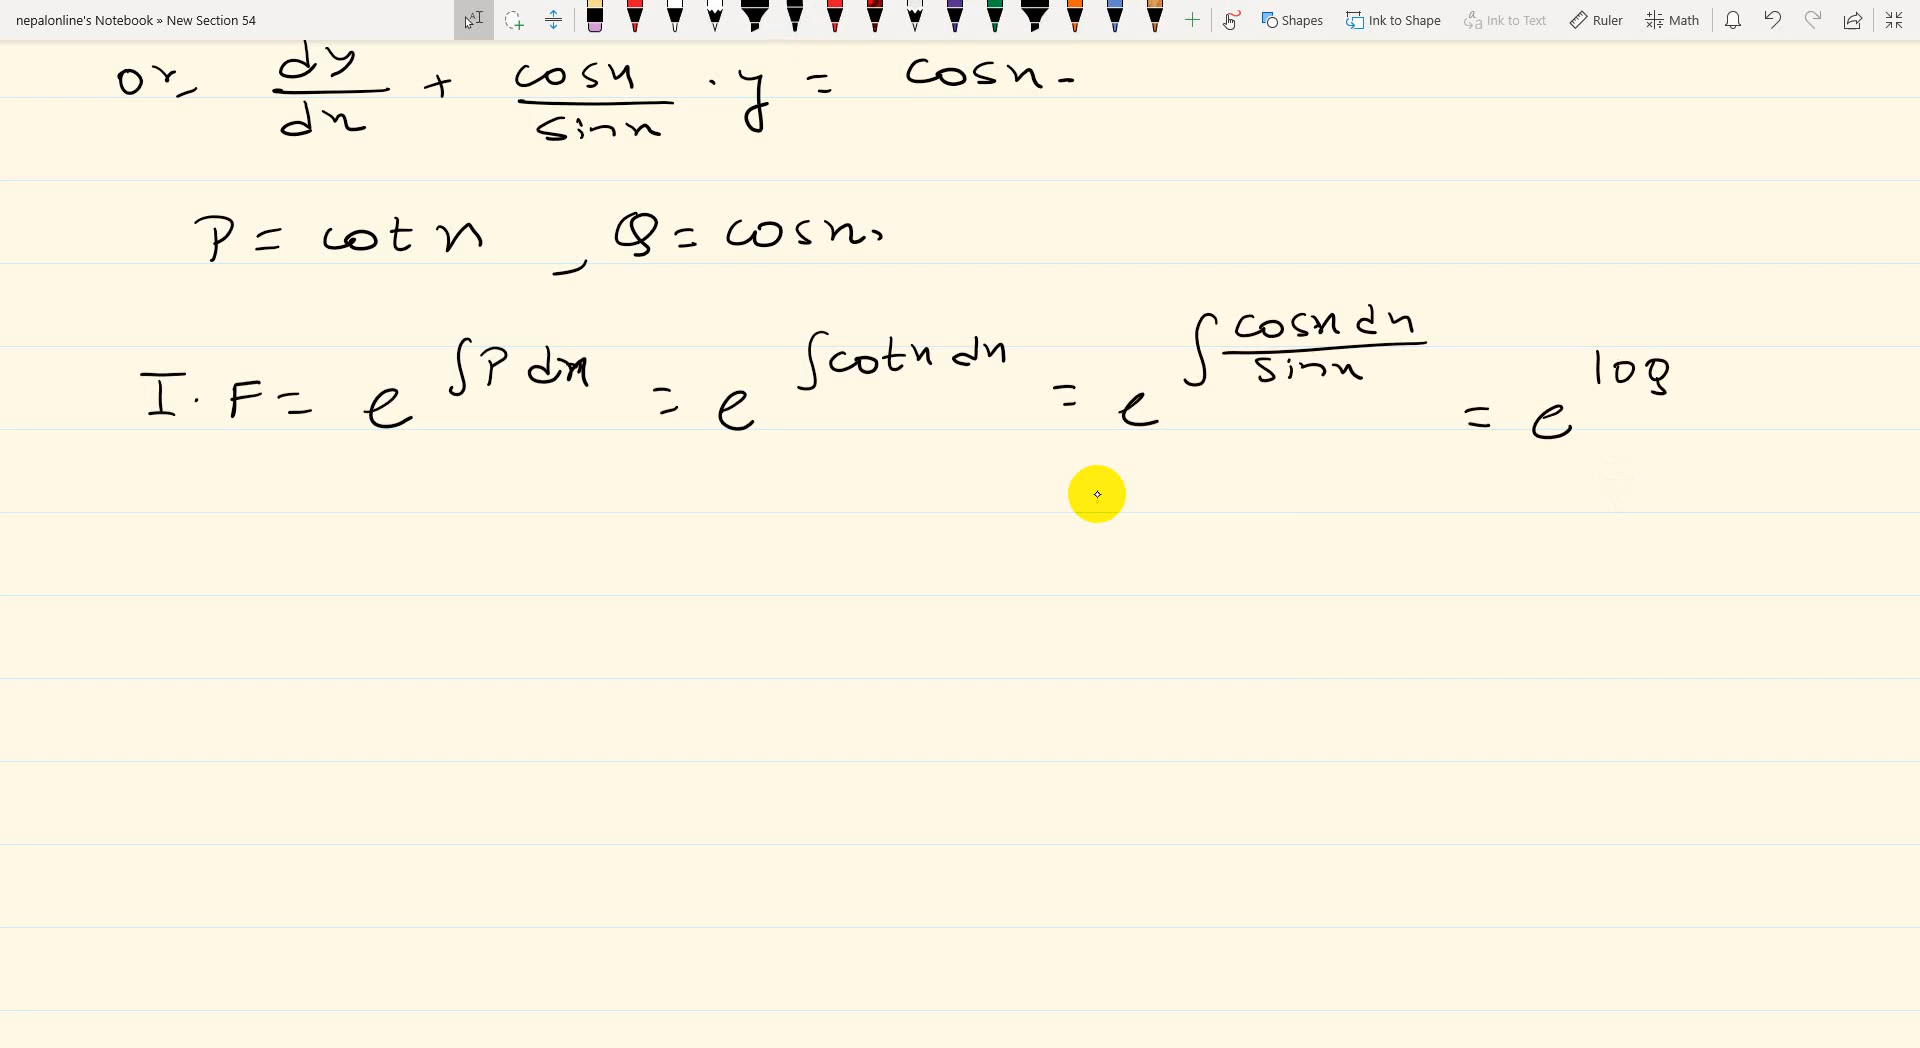 nepalonline's Notebook » New Section 54
Shapes Ink to Shape Ink to Text Ruler Math
or, dy/dx + cosx/sinx . y = cosx.
P = cotx , Q = cosx.
I.F = e^∫P dx = e^∫cotx dx = e^∫cosx dx/sinx = e^log